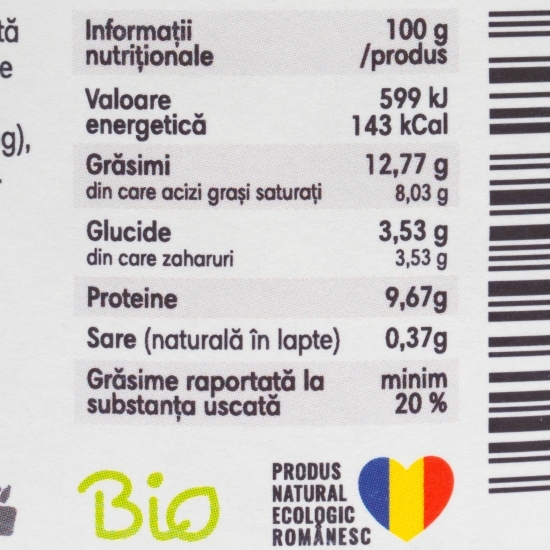 tă
e
g),
Informații 100 g
nutriționale /produs
Valoare 599 kJ
energetică 143 kCal
Grăsimi 12,77 g
din care acizi grași saturați 8,03 g
Glucide 3,53 g
din care zaharuri 3,53 g
Proteine 9,67g
Sare (naturală în lapte) 0,37g
Grăsime raportată la minim
substanța uscată 20 %
Bio
PRODUS
NATURAL
ECOLOGIC
ROMÂNESC